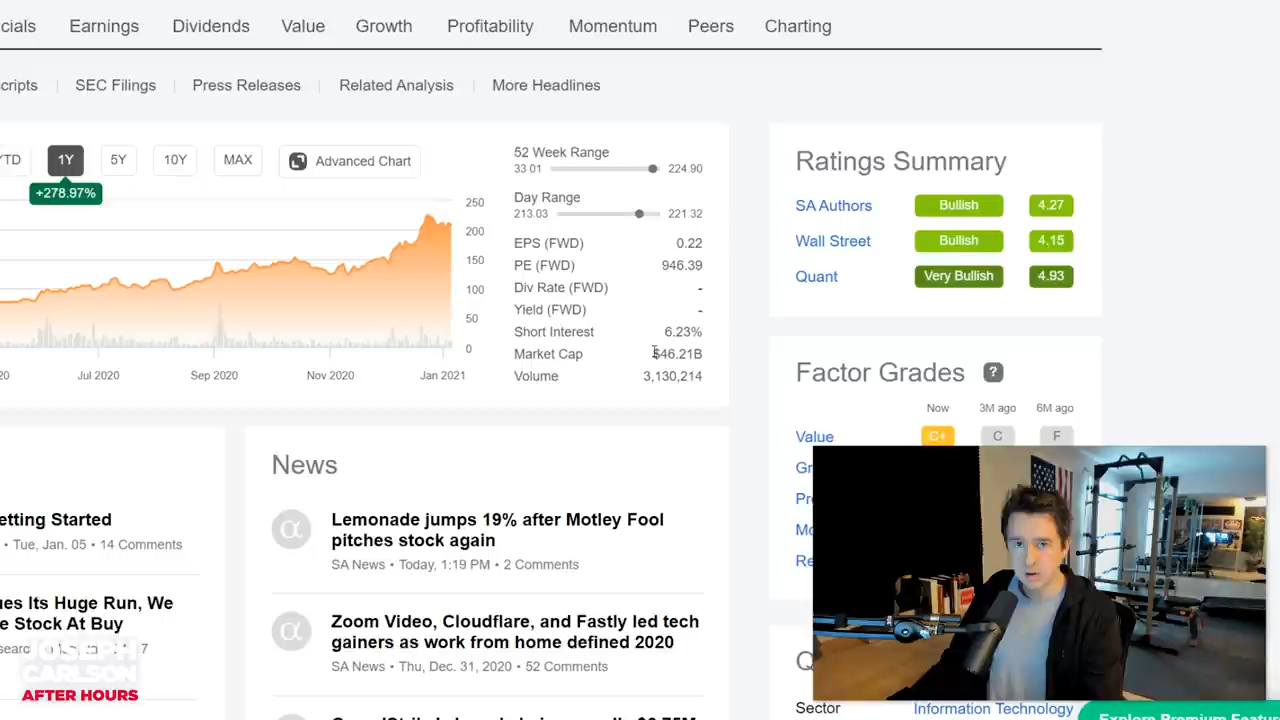 cials Earnings Dividends Value Growth Profitability Momentum Peers Charting
cripts SEC Filings Press Releases Related Analysis More Headlines
YTD 1Y 5Y 10Y MAX Advanced Chart
+278.97%
250
200
150
100
50
0
20 Jul 2020 Sep 2020 Nov 2020 Jan 2021
52 Week Range
33.01 224.90
Day Range
213.03 221.32
EPS (FWD) 0.22
PE (FWD) 946.39
Div Rate (FWD) -
Yield (FWD) -
Short Interest 6.23%
Market Cap $46.21B
Volume 3,130,214
Ratings Summary
SA Authors Bullish 4.27
Wall Street Bullish 4.15
Quant Very Bullish 4.93
Factor Grades ?
Now 3M ago 6M ago
Value C+ C F
Gr
Pr
Mo
Re
etting Started
• Tue, Jan. 05 • 14 Comments
ues Its Huge Run, We
e Stock At Buy
7
JOSEPH
CARLSON
AFTER HOURS
News
α
Lemonade jumps 19% after Motley Fool
pitches stock again
SA News • Today, 1:19 PM • 2 Comments
α
Zoom Video, Cloudflare, and Fastly led tech
gainers as work from home defined 2020
SA News • Thu, Dec. 31, 2020 • 52 Comments
Q
Sector Information Technology